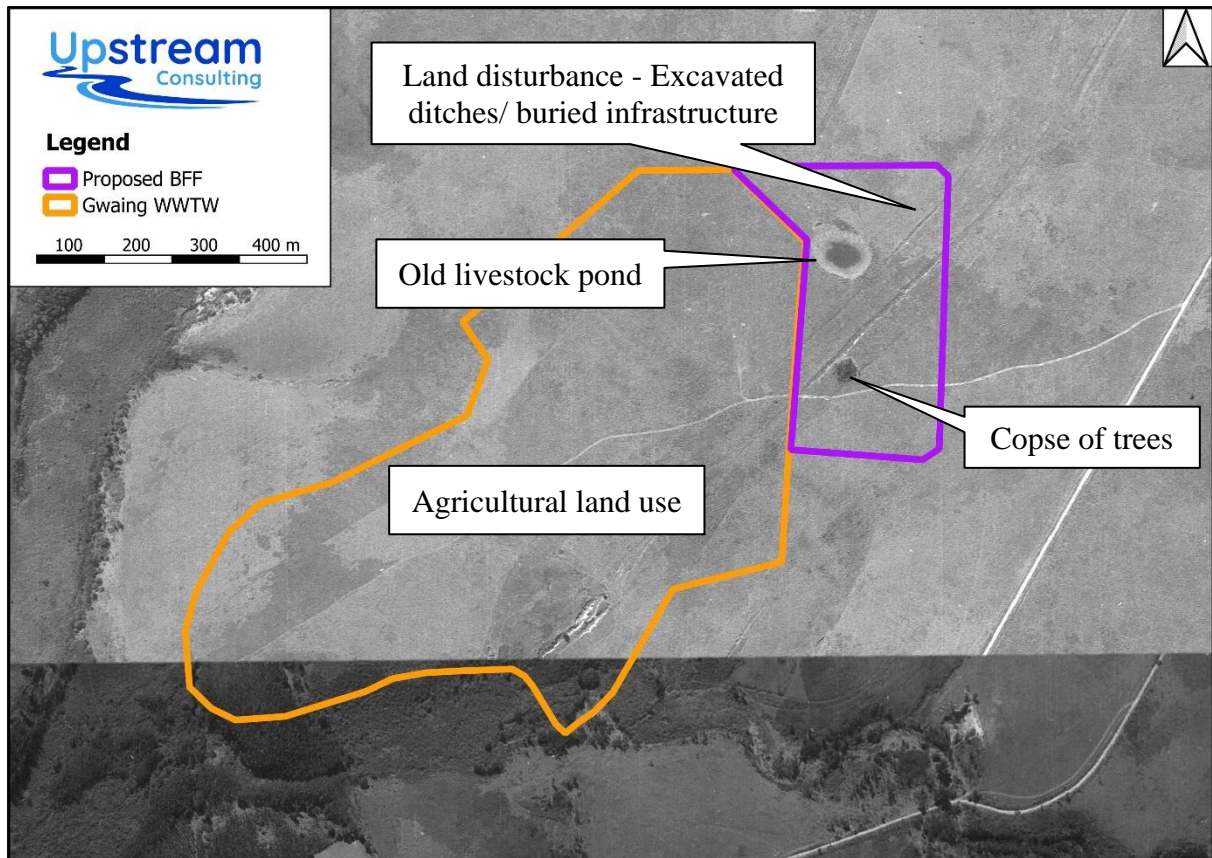 Upstream
Consulting
Legend
Proposed BFF
Gwaing WWTW
100 200 300 400 m
Land disturbance - Excavated
ditches/ buried infrastructure
Old livestock pond
Copse of trees
Agricultural land use